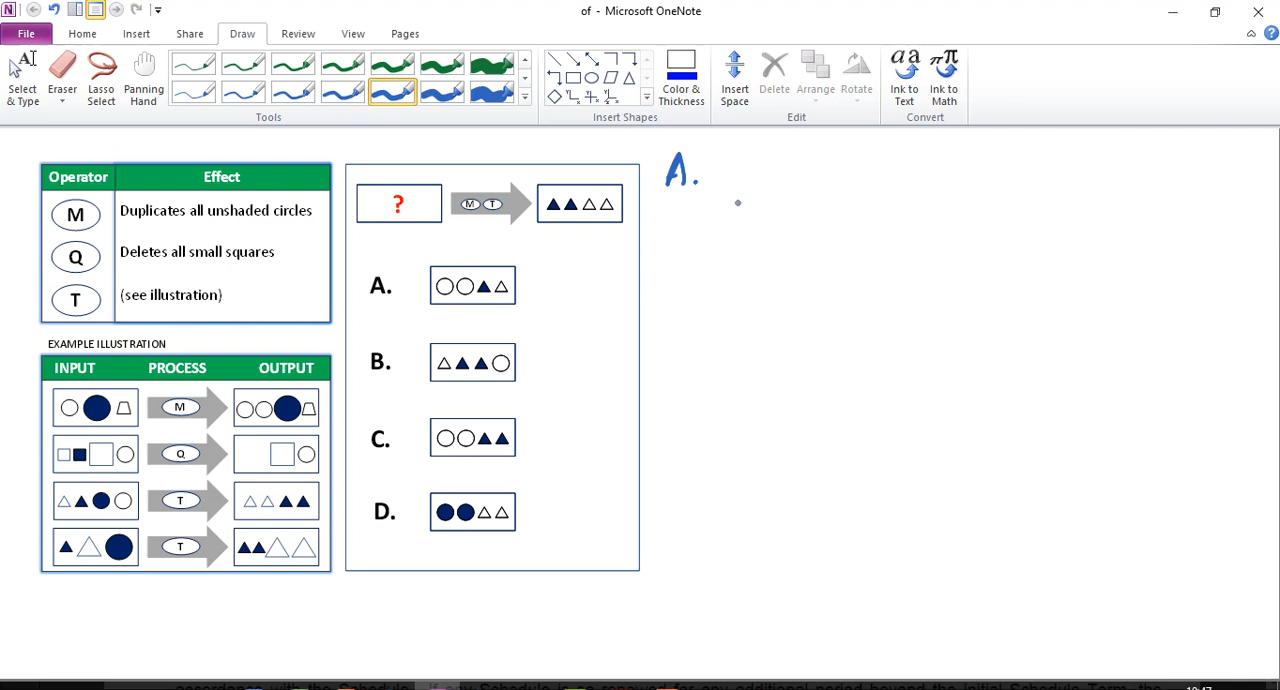 of - Microsoft OneNote
File Home Insert Share Draw Review View Pages
Select & Type
Eraser
Lasso Select
Panning Hand
Color & Thickness
Insert Space
Delete
Arrange
Rotate
Ink to Text
Ink to Math
Tools
Insert Shapes
Edit
Convert
Operator Effect
M Duplicates all unshaded circles
Q Deletes all small squares
T (see illustration)
EXAMPLE ILLUSTRATION
INPUT PROCESS OUTPUT
M
Q
T
T
? M T
A.
B.
C.
D.
A.